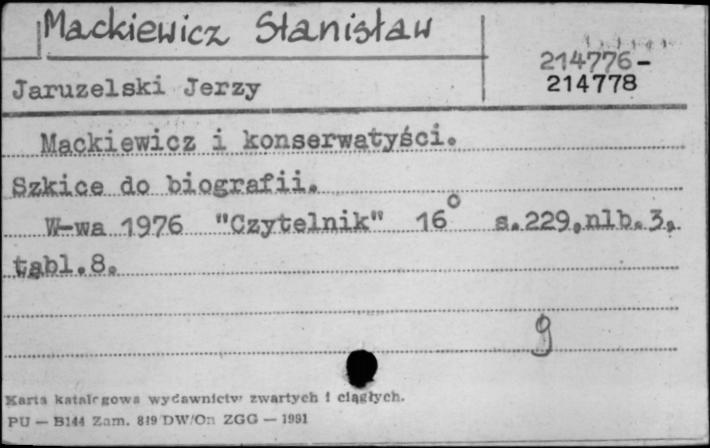 Mackiewicz Stanisław
214776-
214778
Jaruzelski Jerzy
Mackiewicz i konserwatyści.
Szkice do biografii.
W-wa 1976 "Czytelnik" 16° s.229,nlb.3,
tabl.8.
g
Karta katalogowa wydawnictw zwartych i ciągłych.
PU — B144 Zam. 819 DW/On ZGG — 1981